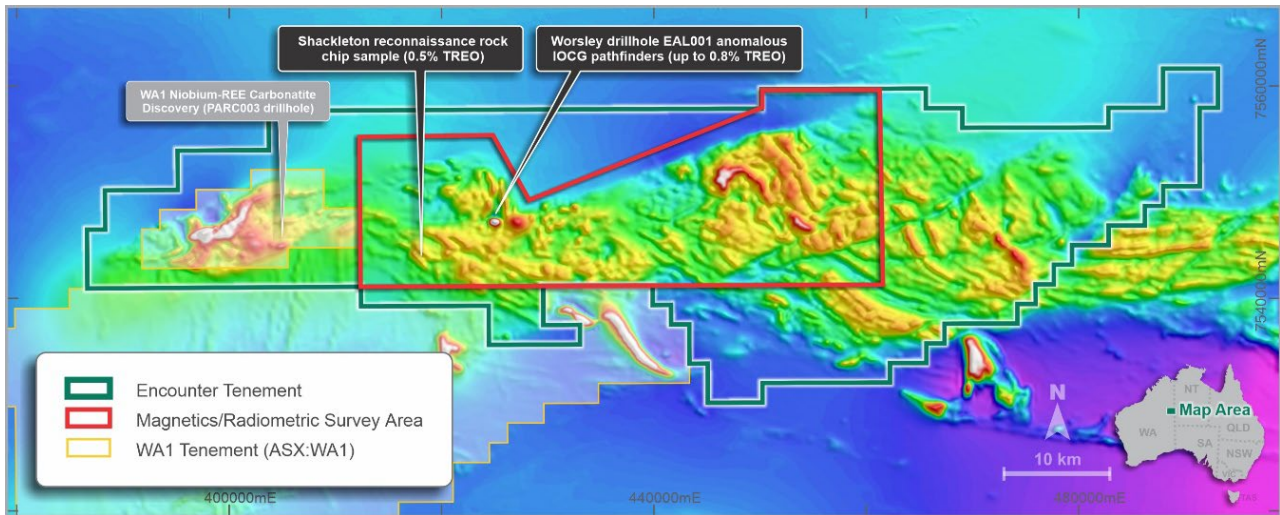 Shackleton reconnaissance rock
chip sample (0.5% TREO)
Worsley drillhole EAL001 anomalous
IOCG pathfinders (up to 0.8% TREO)
WA1 Niobium-REE Carbonatite
Discovery (PARC003 drillhole)
7560000mN
7540000mN
Encounter Tenement
Magnetics/Radiometric Survey Area
WA1 Tenement (ASX:WA1)
400000mE
440000mE
480000mE
N
10 km
NT
Map Area
WA
QLD
SA
NSW
VIC
TAS